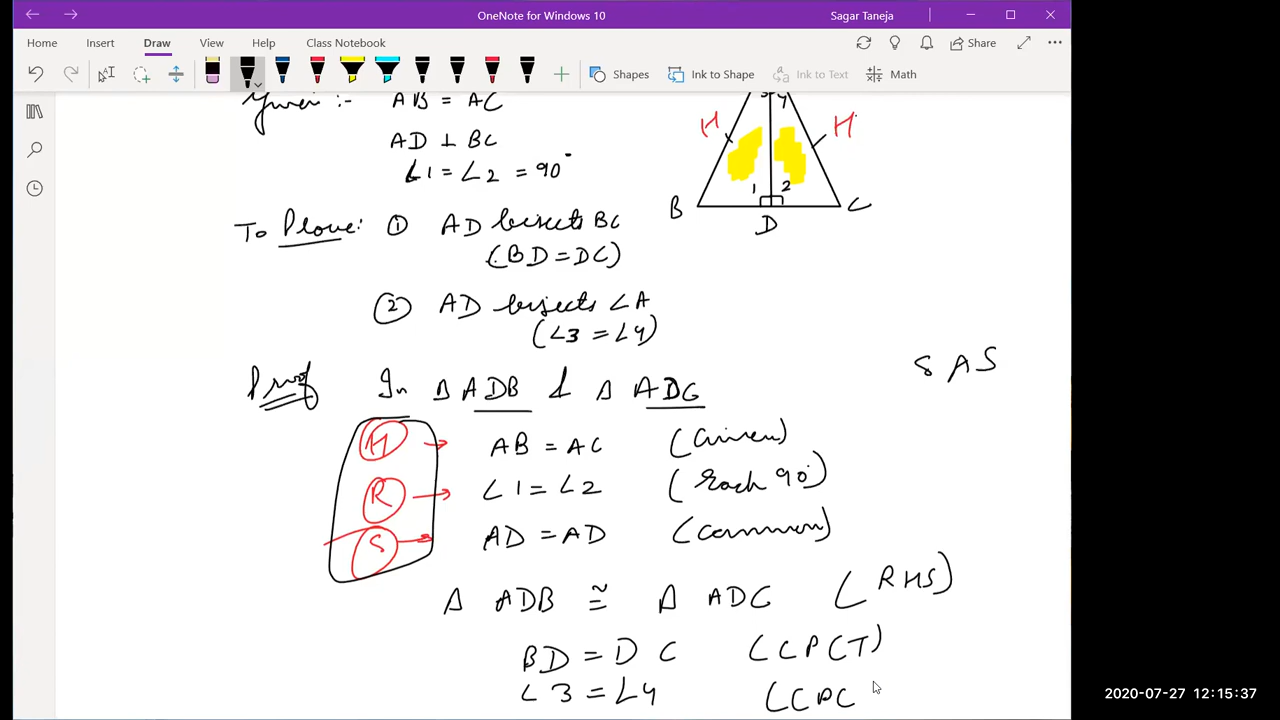 OneNote for Windows 10
Sagar Taneja
Home Insert Draw View Help Class Notebook
Share
Shapes Ink to Shape Ink to Text Math
Given :- AB = AC
AD ⊥ BC
∠1 = ∠2 = 90°
3 4
H H
1 2
B C
D
To Prove: ① AD bisects BC
(BD = DC)
② AD bisects ∠A
(∠3 = ∠4)
SAS
Proof In Δ ADB & Δ ADC
H → AB = AC (Given)
R → ∠1 = ∠2 (Each 90°)
S → AD = AD (Common)
Δ ADB ≅ Δ ADC (RHS)
BD = DC (CPCT)
∠3 = ∠4 (CPC
2020-07-27 12:15:37